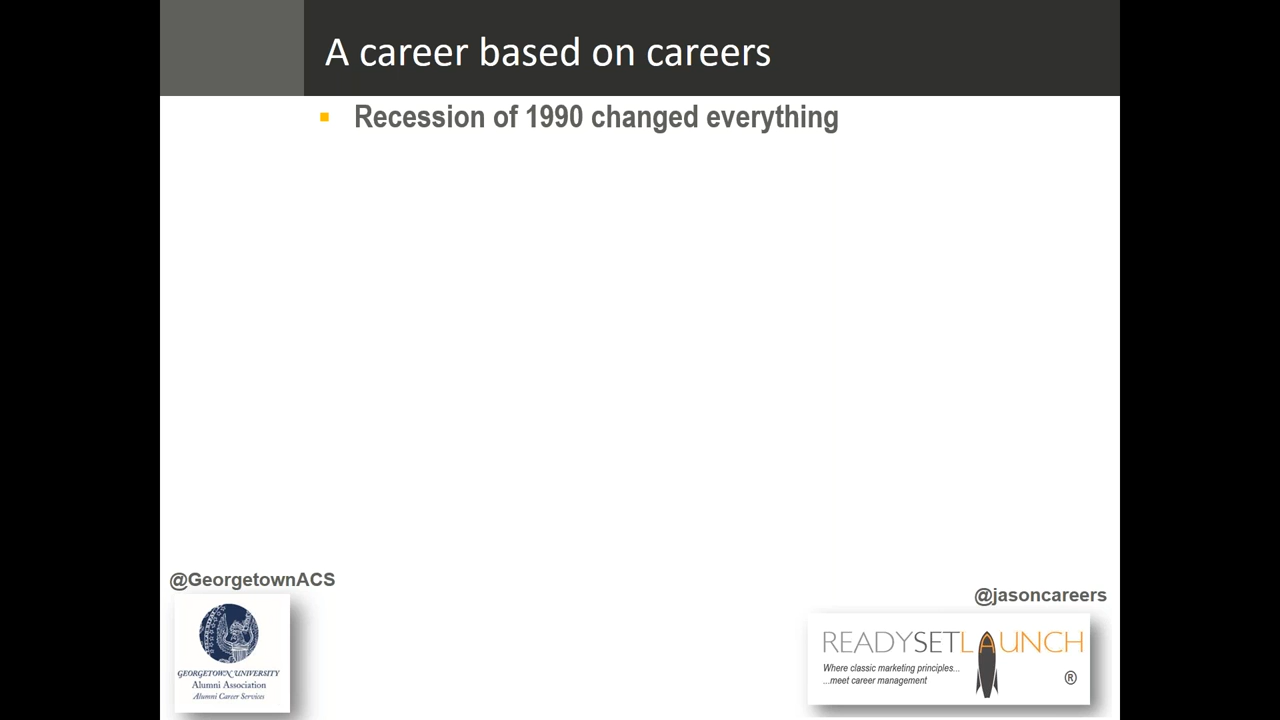 A career based on careers
Recession of 1990 changed everything
@GeorgetownACS
GEORGETOWN UNIVERSITY
Alumni Association
Alumni Career Services
@jasoncareers
READYSETLAUNCH
Where classic marketing principles...
...meet career management
®